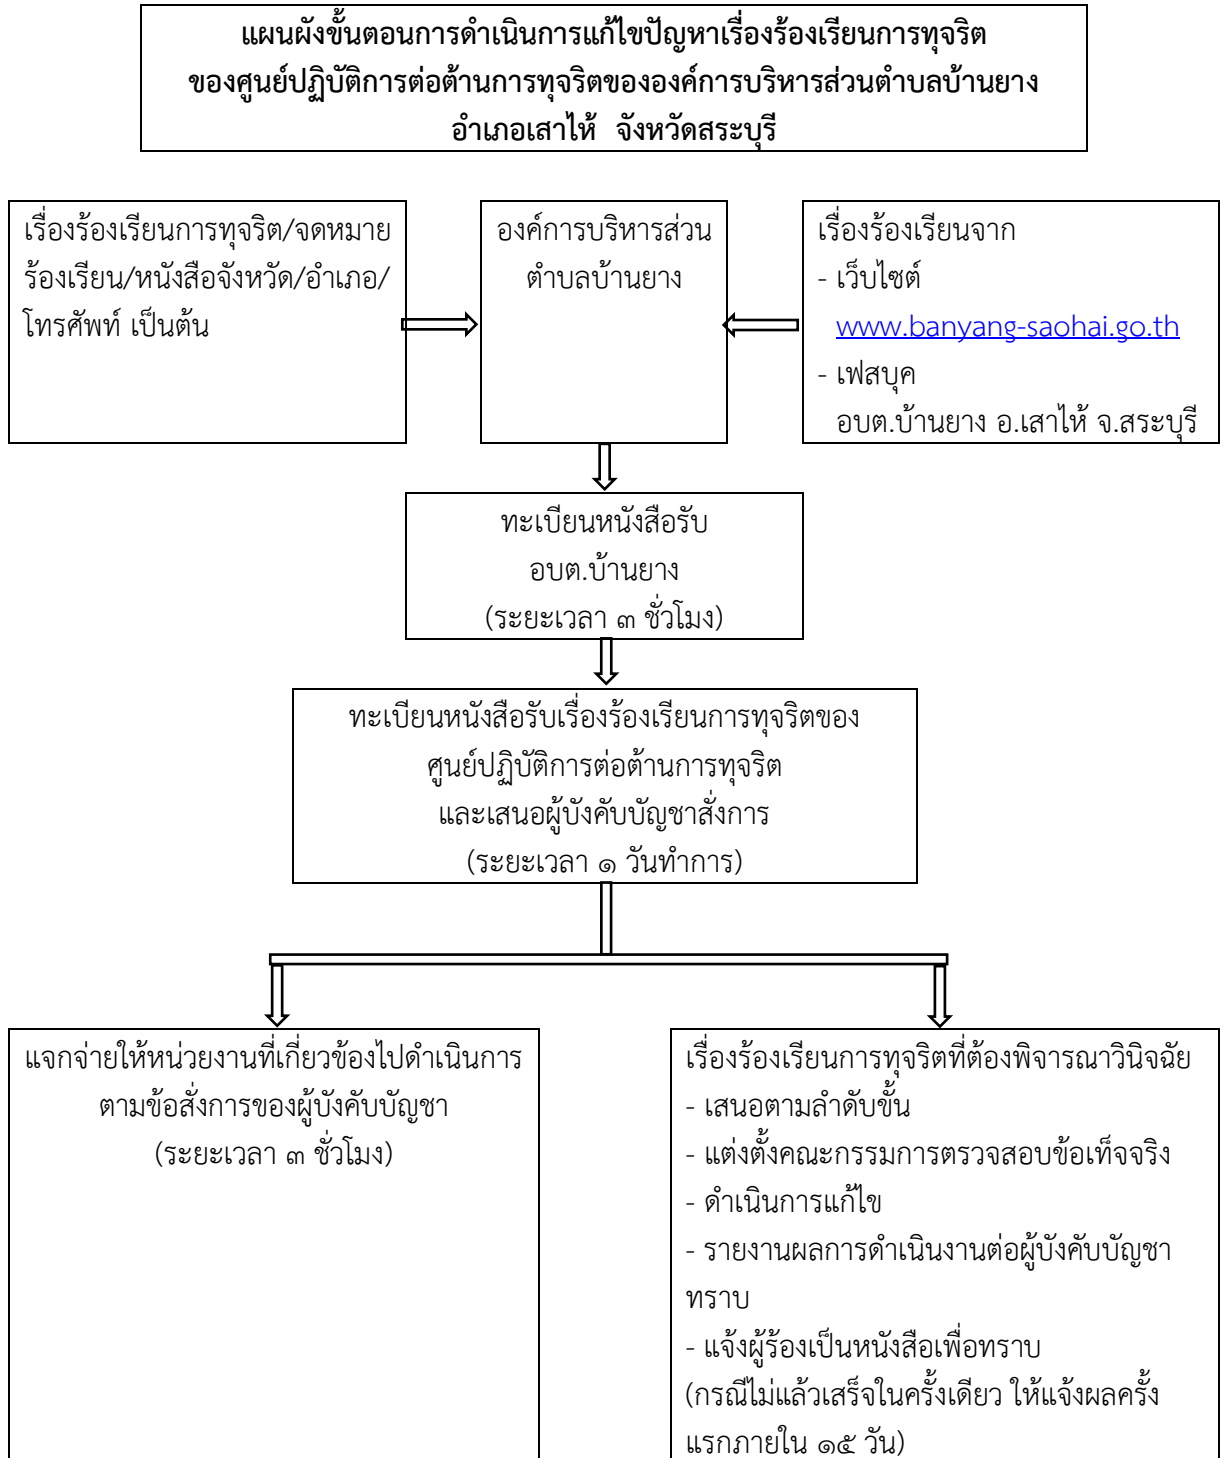 แผนผังขั้นตอนการดำเนินการแก้ไขปัญหาเรื่องร้องเรียนการทุจริต
ของศูนย์ปฏิบัติการต่อต้านการทุจริตขององค์การบริหารส่วนตำบลบ้านยาง
อำเภอเสาไห้ จังหวัดสระบุรี
เรื่องร้องเรียนการทุจริต/จดหมาย
ร้องเรียน/หนังสือจังหวัด/อำเภอ/
โทรศัพท์ เป็นต้น
องค์การบริหารส่วน
ตำบลบ้านยาง
เรื่องร้องเรียนจาก
- เว็บไซต์
www.banyang-saohai.go.th
- เฟสบุค
อบต.บ้านยาง อ.เสาไห้ จ.สระบุรี
ทะเบียนหนังสือรับ
อบต.บ้านยาง
(ระยะเวลา ๓ ชั่วโมง)
ทะเบียนหนังสือรับเรื่องร้องเรียนการทุจริตของ
ศูนย์ปฏิบัติการต่อต้านการทุจริต
และเสนอผู้บังคับบัญชาสั่งการ
(ระยะเวลา ๑ วันทำการ)
แจกจ่ายให้หน่วยงานที่เกี่ยวข้องไปดำเนินการ
ตามข้อสั่งการของผู้บังคับบัญชา
(ระยะเวลา ๓ ชั่วโมง)
เรื่องร้องเรียนการทุจริตที่ต้องพิจารณาวินิจฉัย
- เสนอตามลำดับขั้น
- แต่งตั้งคณะกรรมการตรวจสอบข้อเท็จจริง
- ดำเนินการแก้ไข
- รายงานผลการดำเนินงานต่อผู้บังคับบัญชา
ทราบ
- แจ้งผู้ร้องเป็นหนังสือเพื่อทราบ
(กรณีไม่แล้วเสร็จในครั้งเดียว ให้แจ้งผลครั้ง
แรกภายใน ๑๕ วัน)